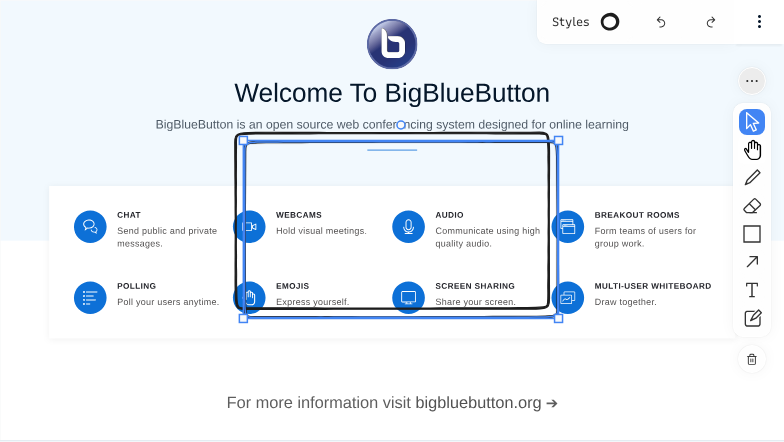 Styles
Welcome To BigBlueButton
BigBlueButton is an open source web conferencing system designed for online learning
CHAT
Send public and private
messages.
WEBCAMS
Hold visual meetings.
AUDIO
Communicate using high
quality audio.
BREAKOUT ROOMS
Form teams of users for
group work.
POLLING
Poll your users anytime.
EMOJIS
Express yourself.
SCREEN SHARING
Share your screen.
MULTI-USER WHITEBOARD
Draw together.
For more information visit bigbluebutton.org →